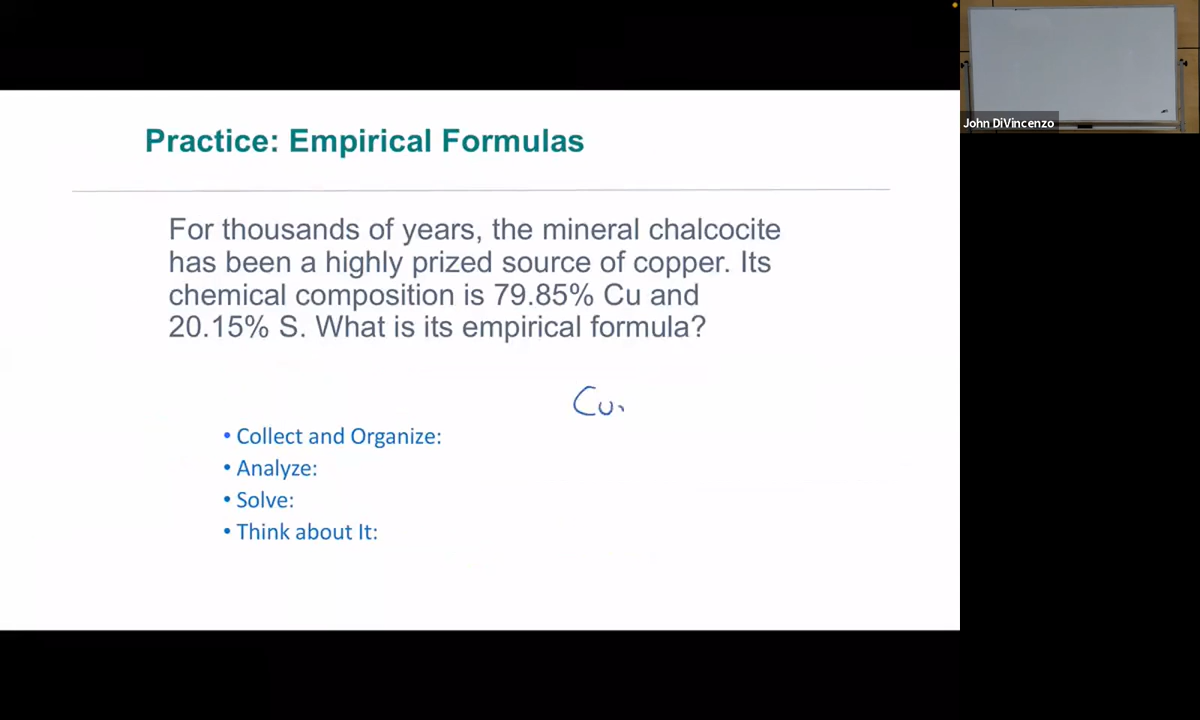 Practice: Empirical Formulas
For thousands of years, the mineral chalcocite
has been a highly prized source of copper. Its
chemical composition is 79.85% Cu and
20.15% S. What is its empirical formula?
Cu
• Collect and Organize:
• Analyze:
• Solve:
• Think about It:
John DiVincenzo